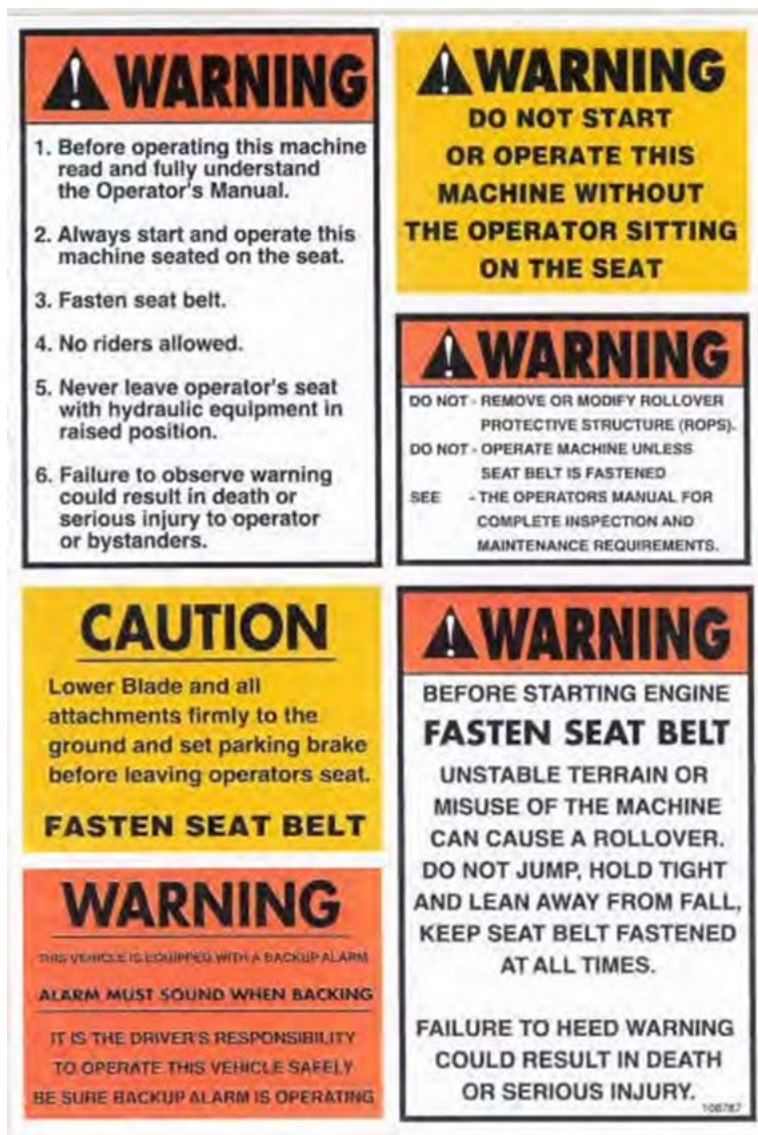 WARNING
1. Before operating this machine
read and fully understand
the Operator's Manual.
2. Always start and operate this
machine seated on the seat.
3. Fasten seat belt.
4. No riders allowed.
5. Never leave operator's seat
with hydraulic equipment in
raised position.
6. Failure to observe warning
could result in death or
serious injury to operator
or bystanders.
WARNING
DO NOT START
OR OPERATE THIS
MACHINE WITHOUT
THE OPERATOR SITTING
ON THE SEAT
WARNING
DO NOT - REMOVE OR MODIFY ROLLOVER
PROTECTIVE STRUCTURE (ROPS).
DO NOT - OPERATE MACHINE UNLESS
SEAT BELT IS FASTENED
SEE - THE OPERATORS MANUAL FOR
COMPLETE INSPECTION AND
MAINTENANCE REQUIREMENTS.
CAUTION
Lower Blade and all
attachments firmly to the
ground and set parking brake
before leaving operators seat.
FASTEN SEAT BELT
WARNING
THIS VEHICLE IS EQUIPPED WITH A BACKUP ALARM
ALARM MUST SOUND WHEN BACKING
IT IS THE DRIVER'S RESPONSIBILITY
TO OPERATE THIS VEHICLE SAFELY
BE SURE BACKUP ALARM IS OPERATING
WARNING
BEFORE STARTING ENGINE
FASTEN SEAT BELT
UNSTABLE TERRAIN OR
MISUSE OF THE MACHINE
CAN CAUSE A ROLLOVER.
DO NOT JUMP, HOLD TIGHT
AND LEAN AWAY FROM FALL,
KEEP SEAT BELT FASTENED
AT ALL TIMES.
FAILURE TO HEED WARNING
COULD RESULT IN DEATH
OR SERIOUS INJURY.